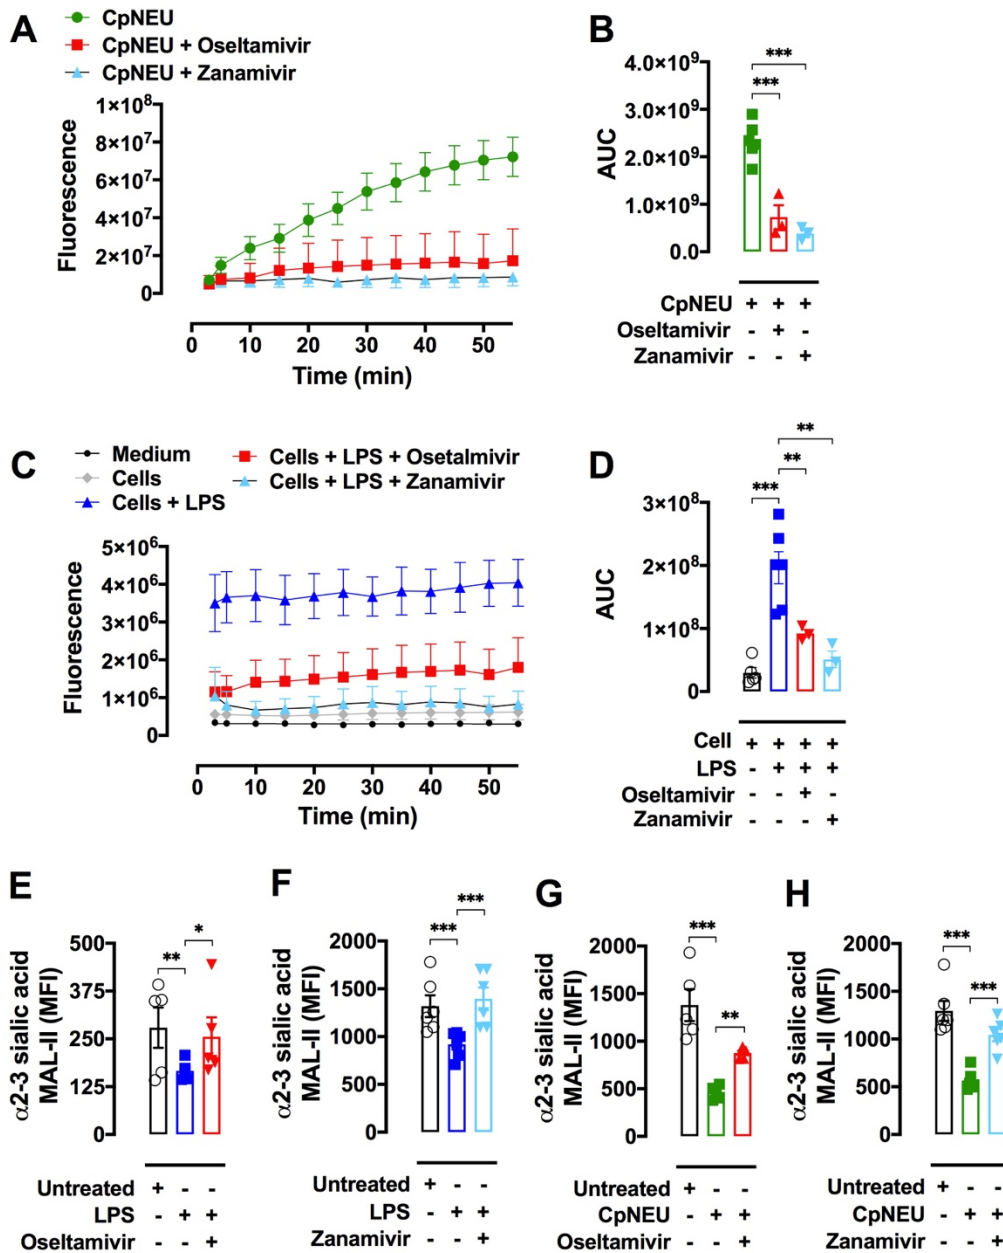 A
CpNEU
CpNEU + Oseltamivir
CpNEU + Zanamivir
Fluorescence
1×10⁸
8×10⁷
6×10⁷
4×10⁷
2×10⁷
0
0 10 20 30 40 50
Time (min)
B
*** 
***
AUC
4.0×10⁹
3.0×10⁹
2.0×10⁹
1.0×10⁹
0.0
CpNEU + + +
Oseltamivir - + -
Zanamivir - - +
C
Medium
Cells
Cells + LPS
Cells + LPS + Osetalmivir
Cells + LPS + Zanamivir
Fluorescence
5×10⁶
4×10⁶
3×10⁶
2×10⁶
1×10⁶
0
0 10 20 30 40 50
Time (min)
D
**
**
***
AUC
3×10⁸
2×10⁸
1×10⁸
0
Cell + + + +
LPS - + + +
Oseltamivir - - + -
Zanamivir - - - +
E
α2-3 sialic acid
MAL-II (MFI)
500
375
250
125
0
** *
Untreated + - -
LPS - + +
Oseltamivir - - +
F
α2-3 sialic acid
MAL-II (MFI)
2000
1500
1000
500
0
*** ***
Untreated + - -
LPS - + +
Zanamivir - - +
G
α2-3 sialic acid
MAL-II (MFI)
2000
1500
1000
500
0
*** **
Untreated + - -
CpNEU - + +
Oseltamivir - - +
H
α2-3 sialic acid
MAL-II (MFI)
2000
1500
1000
500
0
*** ***
Untreated + - -
CpNEU - + +
Zanamivir - - +